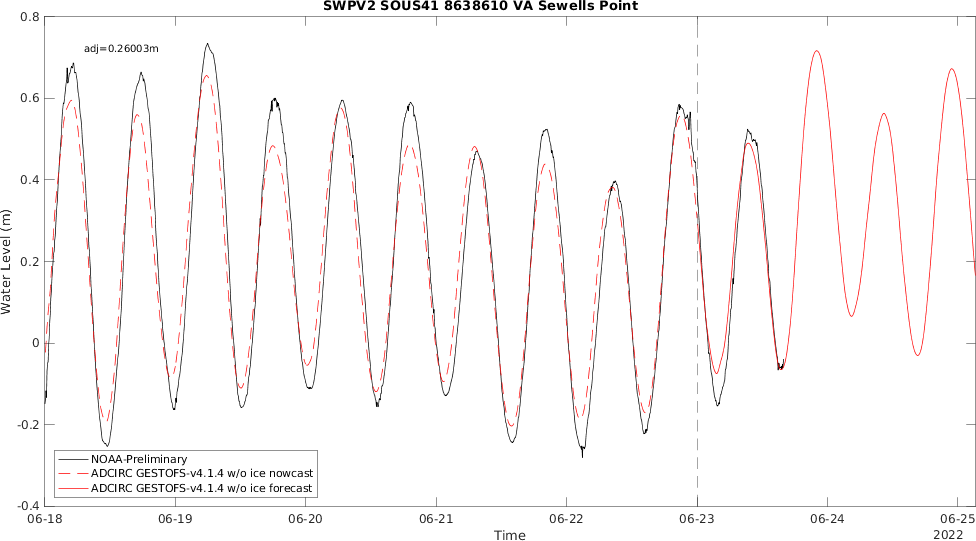 SWPV2 SOUS41 8638610 VA Sewells Point
adj=0.26003m
0.8
0.6
0.4
0.2
0
-0.2
-0.4
Water Level (m)
NOAA-Preliminary
ADCIRC GESTOFS-v4.1.4 w/o ice nowcast
ADCIRC GESTOFS-v4.1.4 w/o ice forecast
06-18 06-19 06-20 06-21 06-22 06-23 06-24 06-25
Time
2022